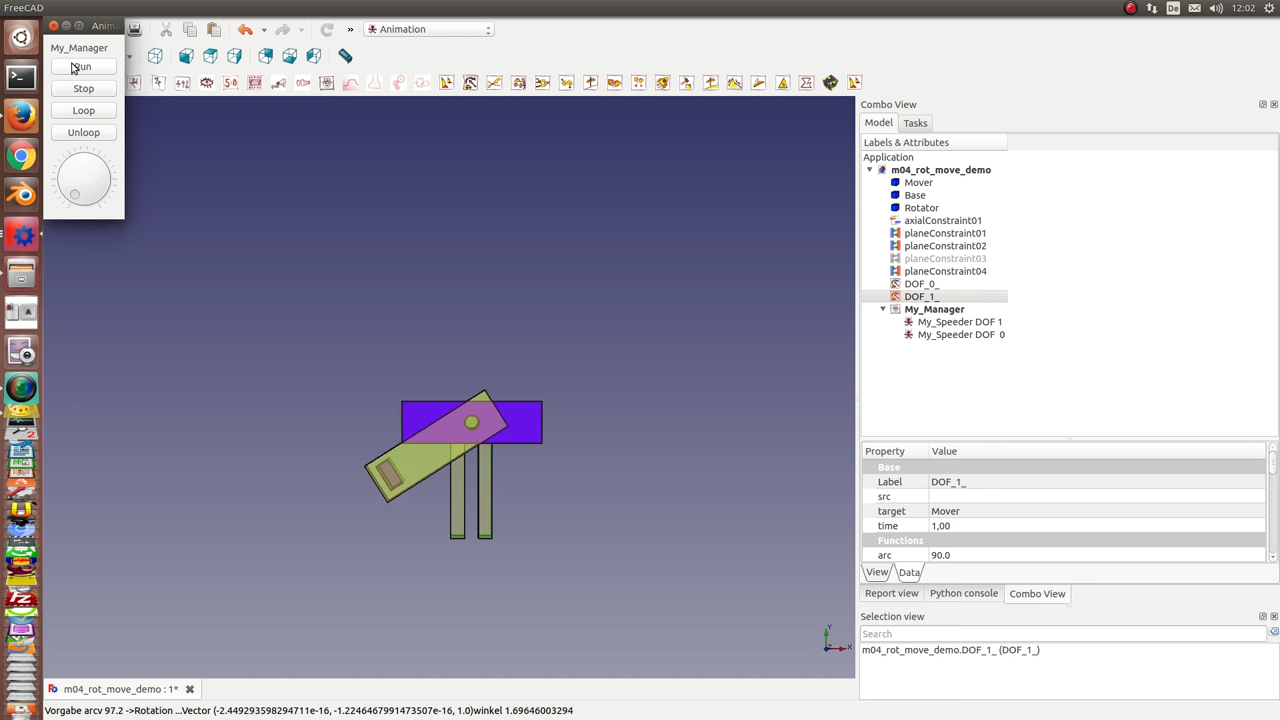 FreeCAD
De
12:02
Anima
My_Manager
Run
Stop
Loop
Unloop
»
Animation
Combo View
Model
Tasks
Labels & Attributes
Application
m04_rot_move_demo
Mover
Base
Rotator
axialConstraint01
planeConstraint01
planeConstraint02
planeConstraint03
planeConstraint04
DOF_0_
DOF_1_
My_Manager
My_Speeder DOF 1
My_Speeder DOF  0
Property
Value
Base
Label
DOF_1_
src
target
Mover
time
1,00
Functions
arc
90.0
View
Data
Report view
Python console
Combo View
Selection view
Search
m04_rot_move_demo.DOF_1_ (DOF_1_)
Y
X
m04_rot_move_demo : 1*
Vorgabe arcv 97.2 ->Rotation ...Vector (-2.449293598294711e-16, -1.2246467991473507e-16, 1.0)winkel 1.69646003294